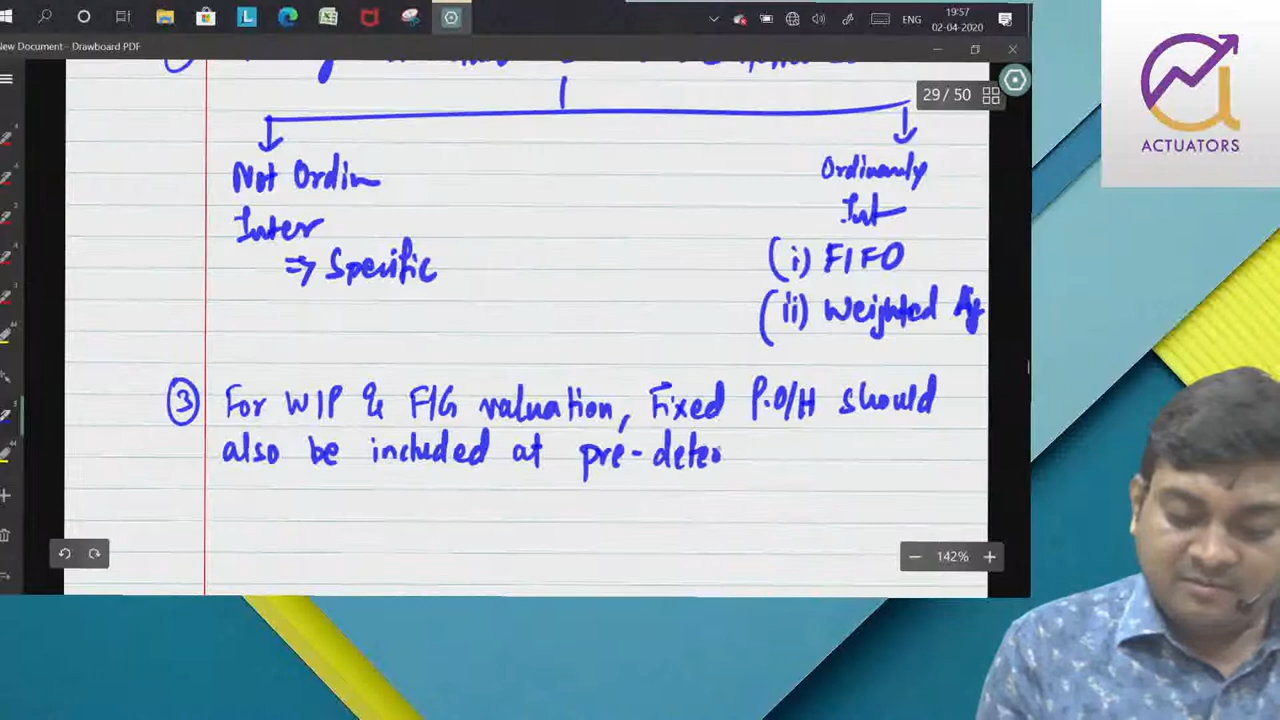 19:57
ENG
02-04-2020
New Document - Drawboard PDF
29 / 50
ACTUATORS
Not Ordin
Ordinarily
Inter
Int
⇒ Specific
(i) FIFO
(ii) Weighted Ag
③ For WIP & F/G valuation, Fixed P.O/H should
also be included at pre-deter
142%